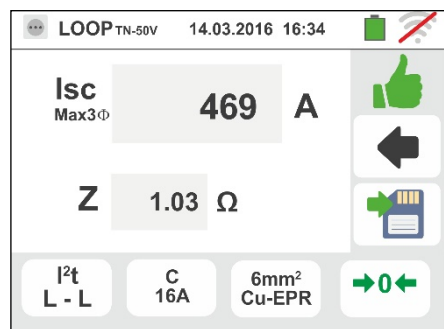 LOOP TN-50V 14.03.2016 16:34
Isc
Max3Φ
469 A
Z 1.03 Ω
I²t
L - L
C
16A
6mm²
Cu-EPR
0